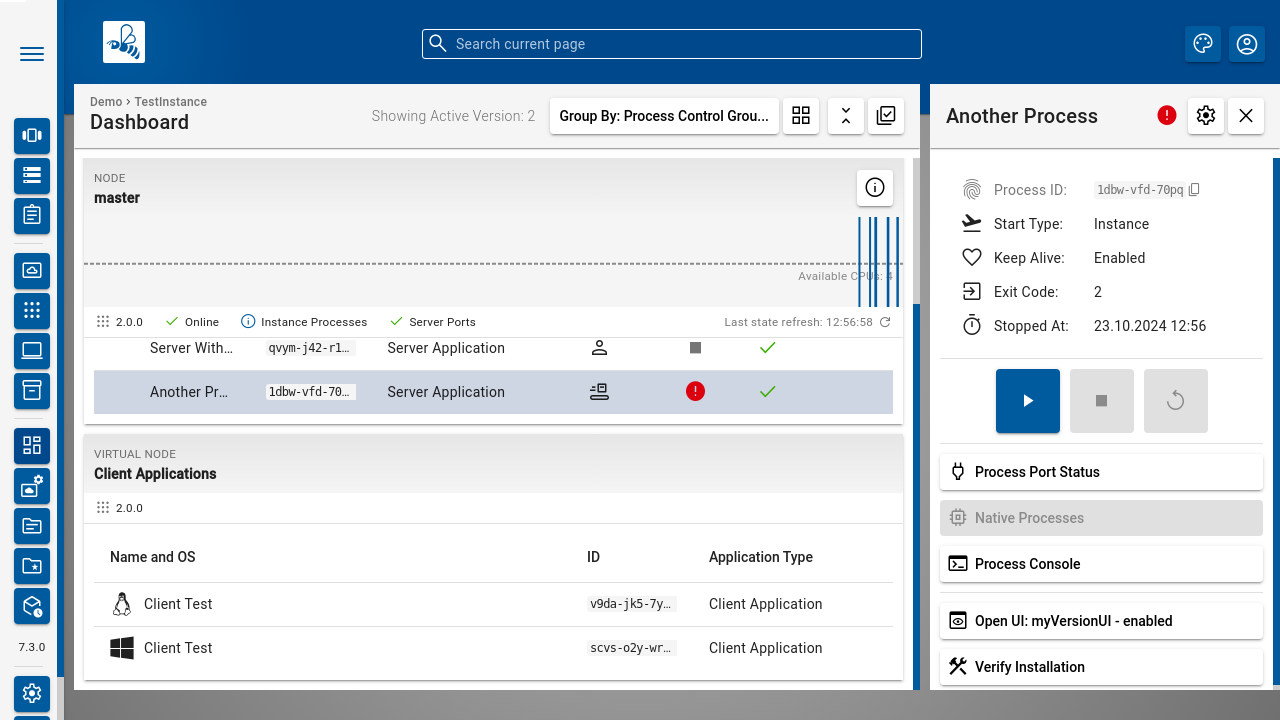 Search current page
Demo › TestInstance
Dashboard
Showing Active Version: 2
Group By: Process Control Grou...
NODE
master
Available CPUs: 4
2.0.0 Online Instance Processes Server Ports Last state refresh: 12:56:58
Server With... qvym-j42-r1... Server Application
Another Pr... 1dbw-vfd-70... Server Application
VIRTUAL NODE
Client Applications
2.0.0
Name and OS ID Application Type
Client Test v9da-jk5-7y... Client Application
Client Test scvs-o2y-wr... Client Application
Another Process
Process ID: 1dbw-vfd-70pq
Start Type: Instance
Keep Alive: Enabled
Exit Code: 2
Stopped At: 23.10.2024 12:56
Process Port Status
Native Processes
Process Console
Open UI: myVersionUI - enabled
Verify Installation
7.3.0